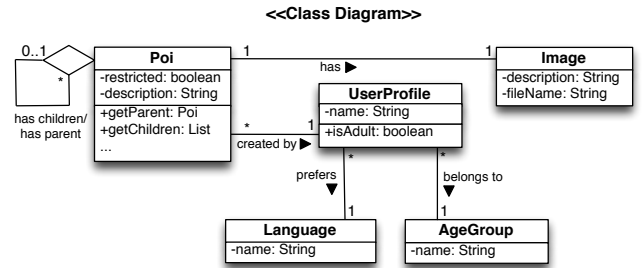 <<Class Diagram>>
0..1
*
has children/
has parent
Poi
-restricted: boolean
-description: String
+getParent: Poi
+getChildren: List
...
1
has ▶
1
Image
-description: String
-fileName: String
*
created by ▶
1
UserProfile
-name: String
+isAdult: boolean
*
prefers
▼
1
*
belongs to
▼
1
Language
-name: String
AgeGroup
-name: String